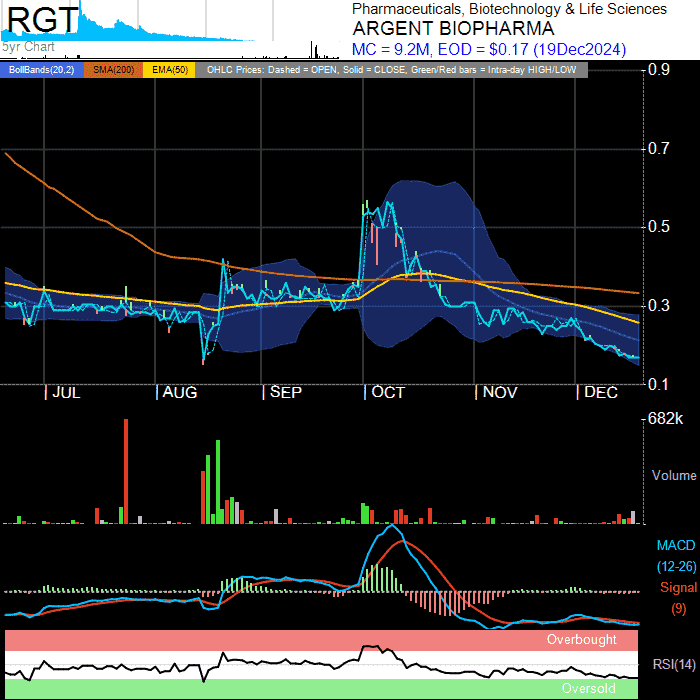 RGT
5yr Chart
Pharmaceuticals, Biotechnology & Life Sciences
ARGENT BIOPHARMA
MC = 9.2M, EOD = $0.17 (19Dec2024)
BollBands(20,2) SMA(200) EMA(50) OHLC Prices: Dashed = OPEN, Solid = CLOSE, Green/Red bars = Intra-day HIGH/LOW
0.9
0.7
0.5
0.3
0.1
JUL AUG SEP OCT NOV DEC
682k
Volume
MACD
(12-26)
Signal
(9)
Overbought
RSI(14)
Oversold